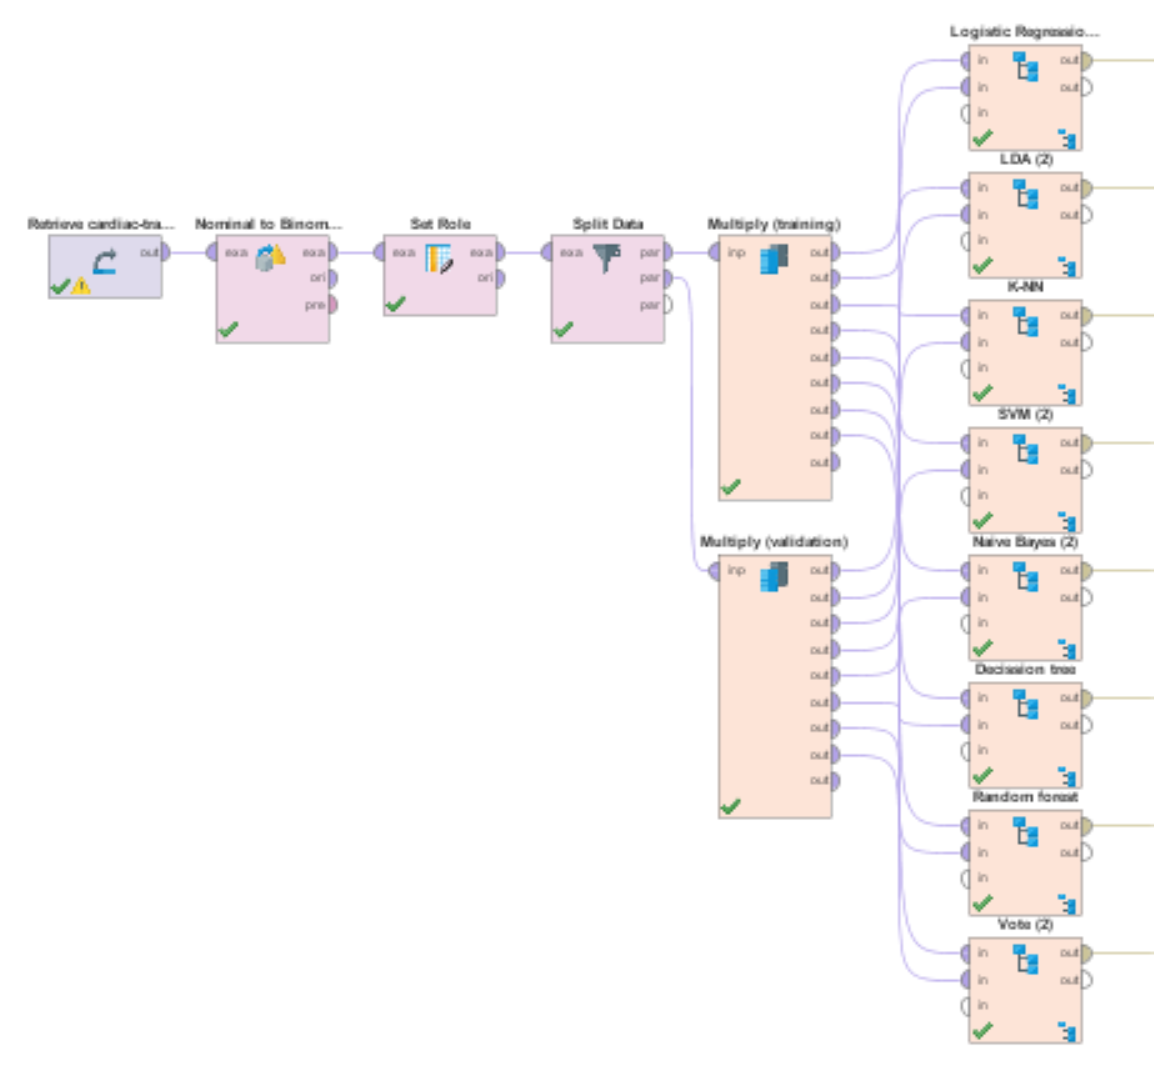 Retrieve cardiac-tra...
out
Nominal to Binom...
exa exa
ori
pre
Set Role
exa exa
ori
Split Data
exa par
par
par
Multiply (training)
inp out
out
out
out
out
out
out
out
out
Multiply (validation)
inp out
out
out
out
out
out
out
out
out
Logistic Regressio...
in out
in out
in
LDA (2)
in out
in out
in
K-NN
in out
in out
in
SVM (2)
in out
in out
in
Naive Bayes (2)
in out
in out
in
Decission tree
in out
in out
in
Random forest
in out
in out
in
Vote (2)
in out
in out
in